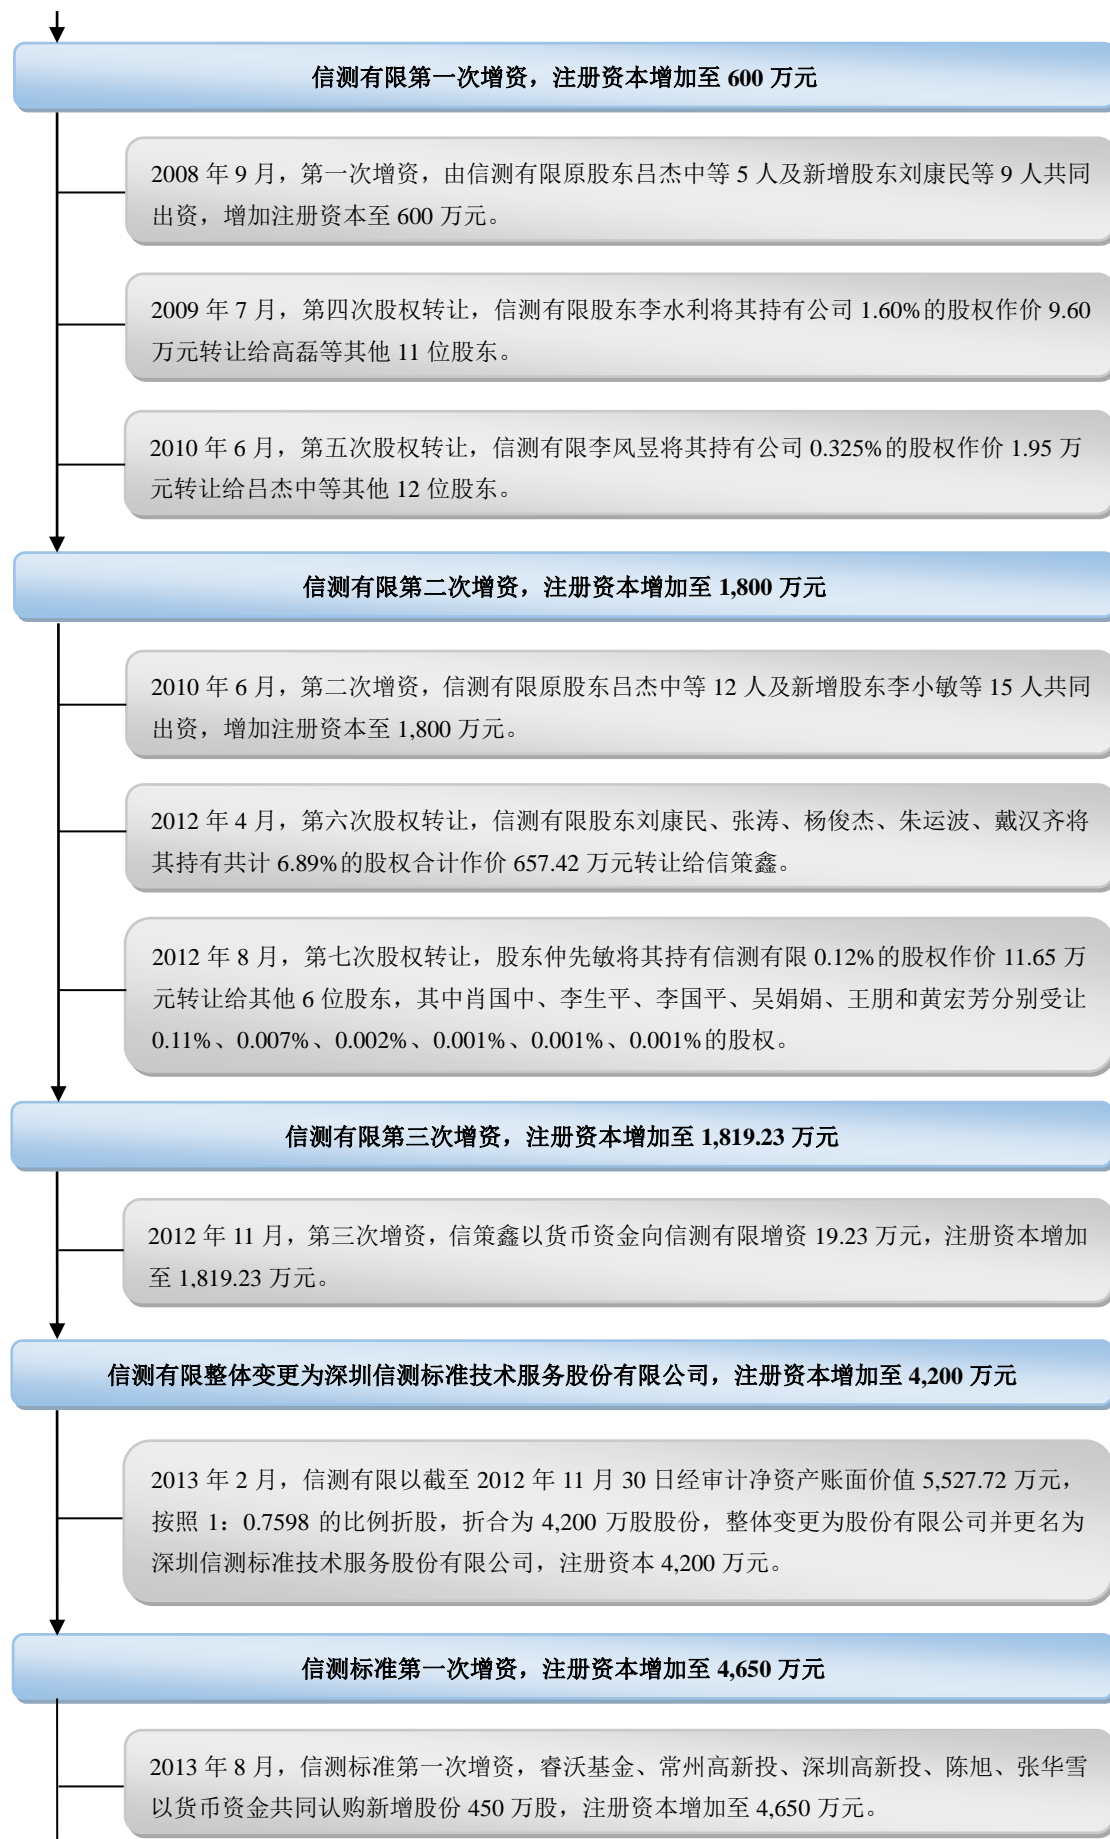 信测有限第一次增资，注册资本增加至 600 万元
2008 年 9 月，第一次增资，由信测有限原股东吕杰中等 5 人及新增股东刘康民等 9 人共同
出资，增加注册资本至 600 万元。
2009 年 7 月，第四次股权转让，信测有限股东李水利将其持有公司 1.60%的股权作价 9.60
万元转让给高磊等其他 11 位股东。
2010 年 6 月，第五次股权转让，信测有限李风昱将其持有公司 0.325%的股权作价 1.95 万
元转让给吕杰中等其他 12 位股东。
信测有限第二次增资，注册资本增加至 1,800 万元
2010 年 6 月，第二次增资，信测有限原股东吕杰中等 12 人及新增股东李小敏等 15 人共同
出资，增加注册资本至 1,800 万元。
2012 年 4 月，第六次股权转让，信测有限股东刘康民、张涛、杨俊杰、朱运波、戴汉齐将
其持有共计 6.89%的股权合计作价 657.42 万元转让给信策鑫。
2012 年 8 月，第七次股权转让，股东仲先敏将其持有信测有限 0.12%的股权作价 11.65 万
元转让给其他 6 位股东，其中肖国中、李生平、李国平、吴娟娟、王朋和黄宏芳分别受让
0.11%、0.007%、0.002%、0.001%、0.001%、0.001%的股权。
信测有限第三次增资，注册资本增加至 1,819.23 万元
2012 年 11 月，第三次增资，信策鑫以货币资金向信测有限增资 19.23 万元，注册资本增加
至 1,819.23 万元。
信测有限整体变更为深圳信测标准技术服务股份有限公司，注册资本增加至 4,200 万元
2013 年 2 月，信测有限以截至 2012 年 11 月 30 日经审计净资产账面价值 5,527.72 万元，
按照 1：0.7598 的比例折股，折合为 4,200 万股股份，整体变更为股份有限公司并更名为
深圳信测标准技术服务股份有限公司，注册资本 4,200 万元。
信测标准第一次增资，注册资本增加至 4,650 万元
2013 年 8 月，信测标准第一次增资，睿沃基金、常州高新投、深圳高新投、陈旭、张华雪
以货币资金共同认购新增股份 450 万股，注册资本增加至 4,650 万元。